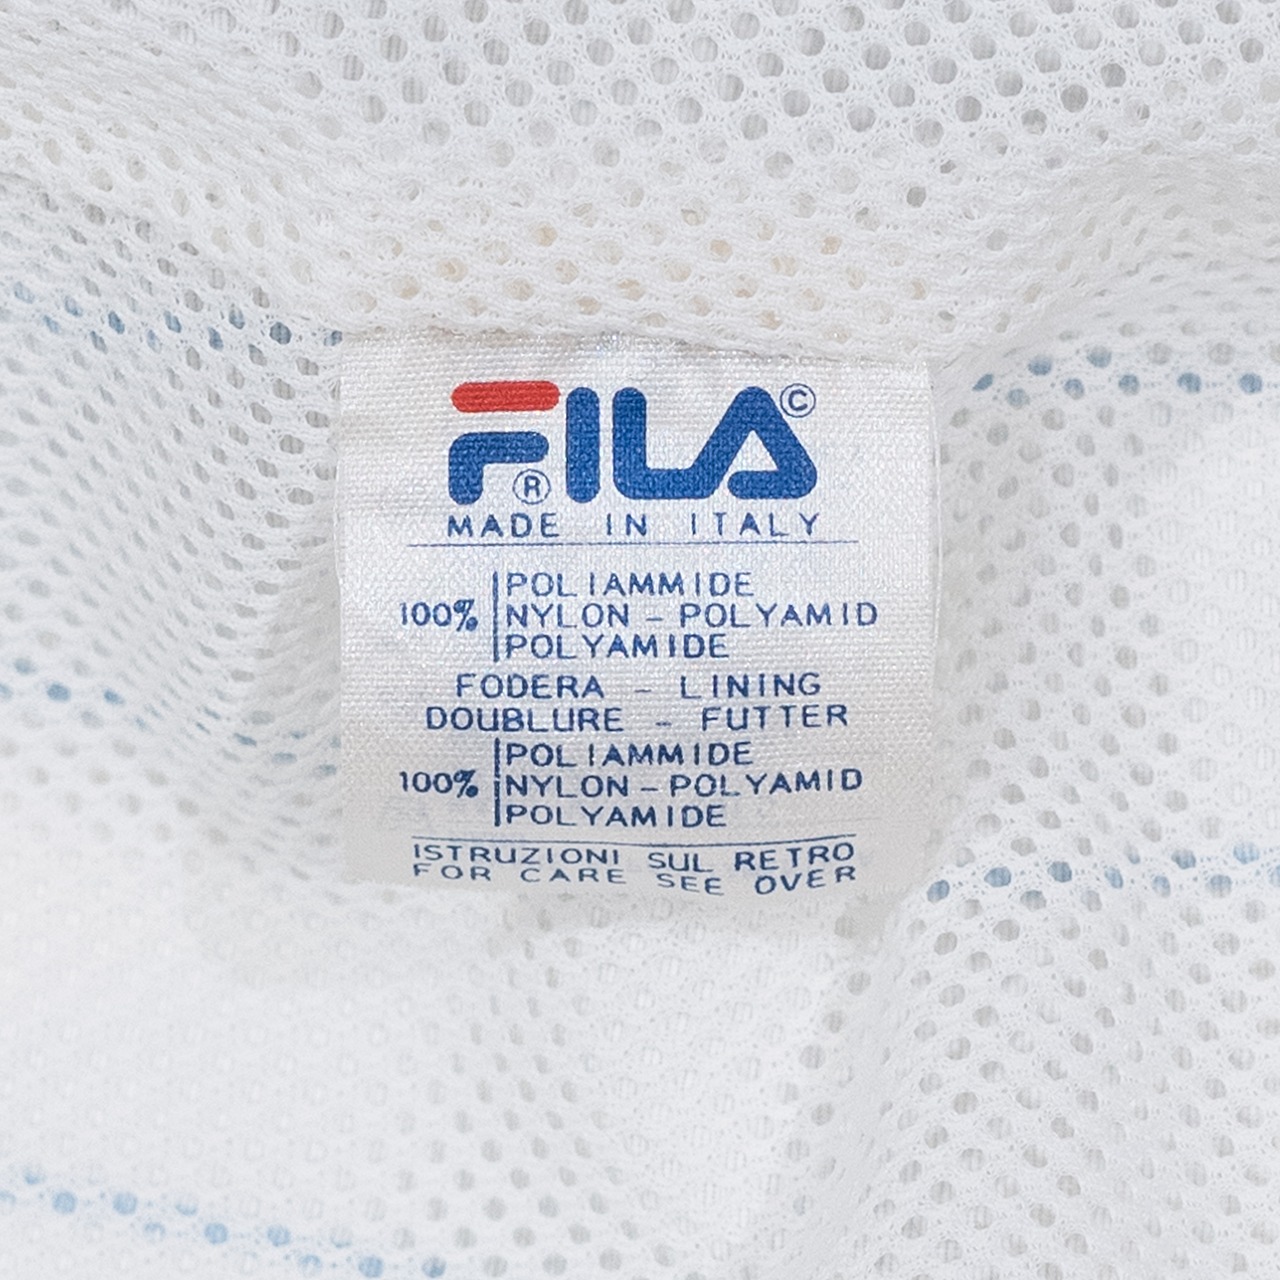 FILA ©
®
MADE IN ITALY
POLIAMMIDE
100% NYLON - POLYAMID
POLYAMIDE
FODERA - LINING
DOUBLURE - FUTTER
POLIAMMIDE
100% NYLON - POLYAMID
POLYAMIDE
ISTRUZIONI SUL RETRO
FOR CARE SEE OVER